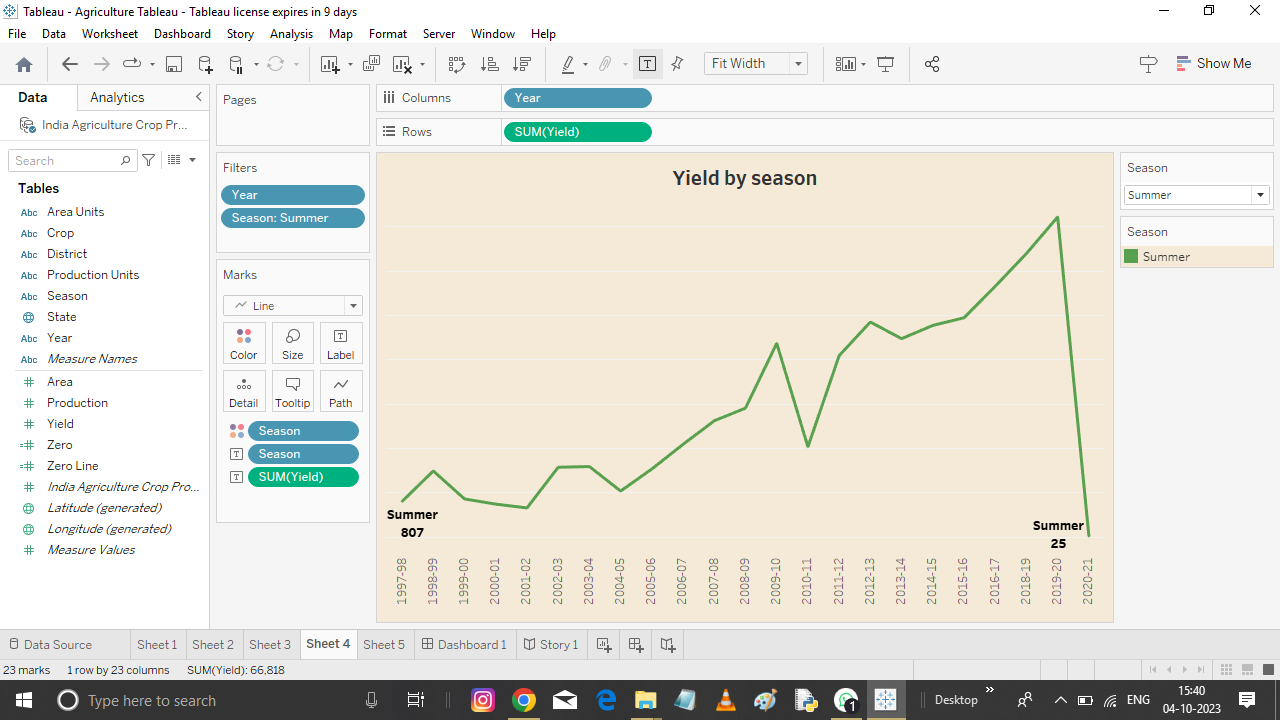 Tableau - Agriculture Tableau - Tableau license expires in 9 days
File Data Worksheet Dashboard Story Analysis Map Format Server Window Help
Fit Width
Show Me
Data Analytics
India Agriculture Crop Pr...
Search
Tables
Abc Area Units
Abc Crop
Abc District
Abc Production Units
Abc Season
State
Abc Year
Abc Measure Names
Area
Production
Yield
Zero
Zero Line
India Agriculture Crop Pro...
Latitude (generated)
Longitude (generated)
Measure Values
Pages
Filters
Year
Season: Summer
Marks
Line
Color Size Label
Detail Tooltip Path
Season
Season
SUM(Yield)
Columns Year
Rows SUM(Yield)
Yield by season
Summer
807
Summer
25
1997-98 1998-99 1999-00 2000-01 2001-02 2002-03 2003-04 2004-05 2005-06 2006-07 2007-08 2008-09 2009-10 2010-11 2011-12 2012-13 2013-14 2014-15 2015-16 2016-17 2018-19 2019-20 2020-21
Season
Summer
Season
Summer
Data Source Sheet 1 Sheet 2 Sheet 3 Sheet 4 Sheet 5 Dashboard 1 Story 1
23 marks 1 row by 23 columns SUM(Yield): 66,818
Type here to search
1
Desktop
ENG
15:40
04-10-2023